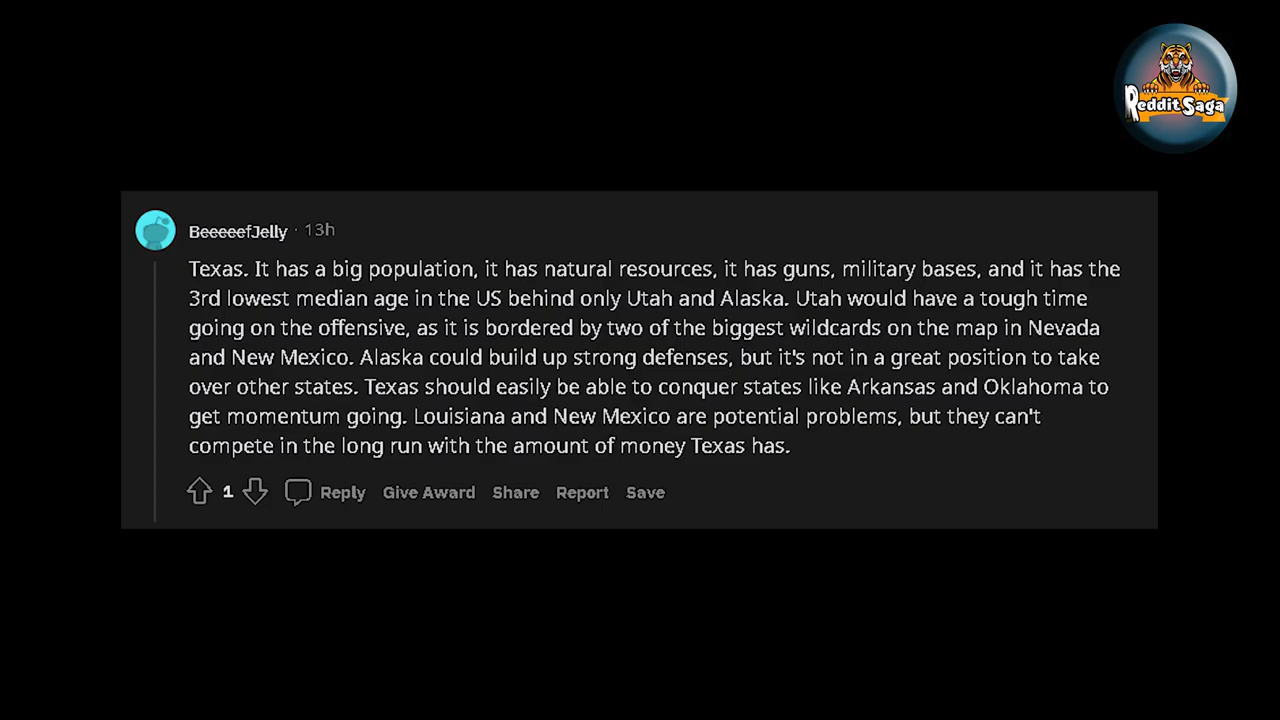 Reddit Saga
BeeeeefJelly · 13h
Texas. It has a big population, it has natural resources, it has guns, military bases, and it has the
3rd lowest median age in the US behind only Utah and Alaska. Utah would have a tough time
going on the offensive, as it is bordered by two of the biggest wildcards on the map in Nevada
and New Mexico. Alaska could build up strong defenses, but it's not in a great position to take
over other states. Texas should easily be able to conquer states like Arkansas and Oklahoma to
get momentum going. Louisiana and New Mexico are potential problems, but they can't
compete in the long run with the amount of money Texas has.
1 Reply Give Award Share Report Save